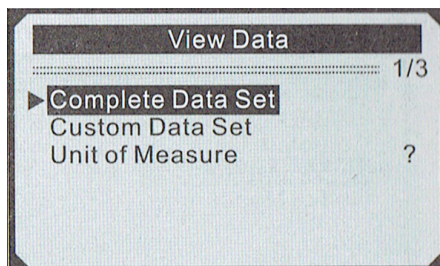 View Data
1/3
Complete Data Set
Custom Data Set
Unit of Measure ?